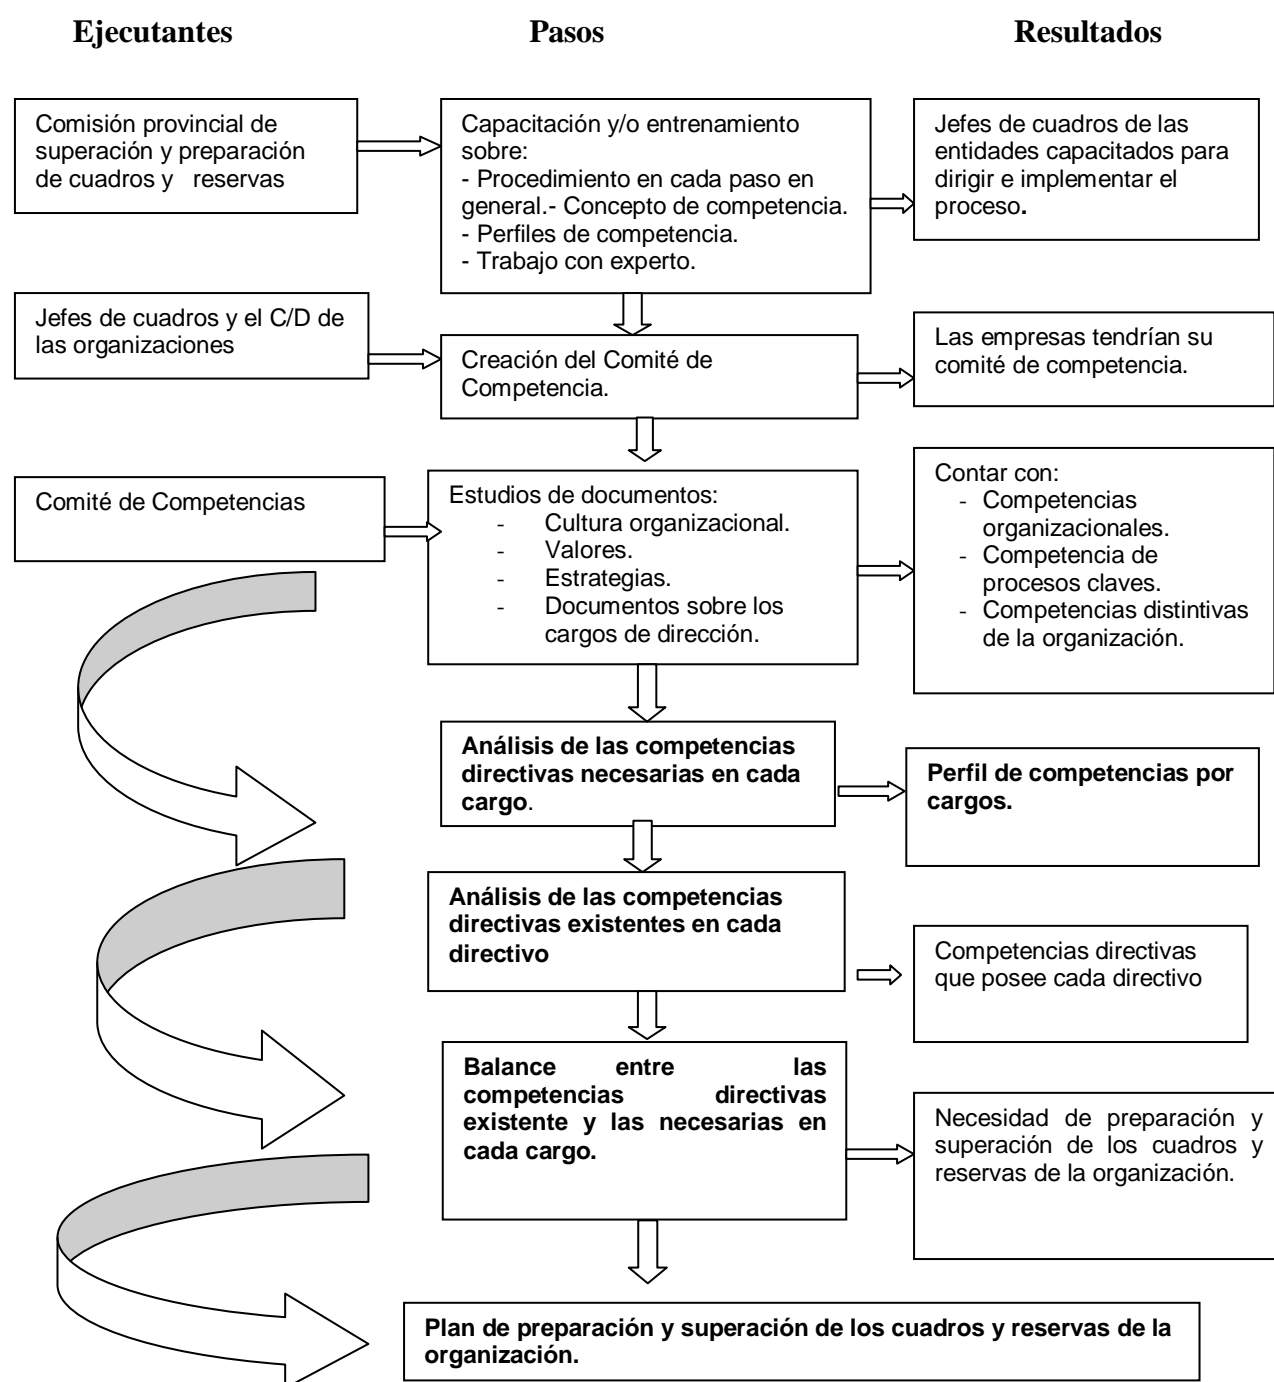 Ejecutantes Pasos Resultados
Comisión provincial de
superación y preparación
de cuadros y reservas
Capacitación y/o entrenamiento
sobre:
- Procedimiento en cada paso en
general.- Concepto de competencia.
- Perfiles de competencia.
- Trabajo con experto.
Jefes de cuadros de las
entidades capacitados para
dirigir e implementar el
proceso.
Jefes de cuadros y el C/D de
las organizaciones
Creación del Comité de
Competencia.
Las empresas tendrían su
comité de competencia.
Comité de Competencias
Estudios de documentos:
- Cultura organizacional.
- Valores.
- Estrategias.
- Documentos sobre los
cargos de dirección.
Contar con:
- Competencias
organizacionales.
- Competencia de
procesos claves.
- Competencias distintivas
de la organización.
Análisis de las competencias
directivas necesarias en cada
cargo.
Perfil de competencias por
cargos.
Análisis de las competencias
directivas existentes en cada
directivo
Competencias directivas
que posee cada directivo
Balance entre las
competencias directivas
existente y las necesarias en
cada cargo.
Necesidad de preparación y
superación de los cuadros y
reservas de la organización.
Plan de preparación y superación de los cuadros y reservas de la
organización.